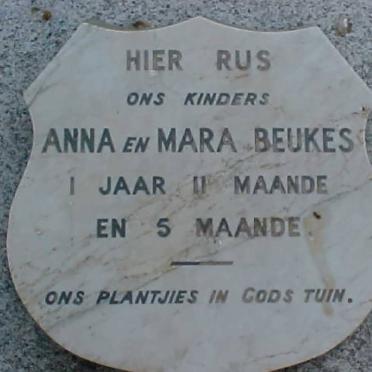 HIER RUS
ONS KINDERS
ANNA EN MARA BEUKES
1 JAAR 11 MAANDE
EN 5 MAANDE.
ONS PLANTJIES IN GODS TUIN.